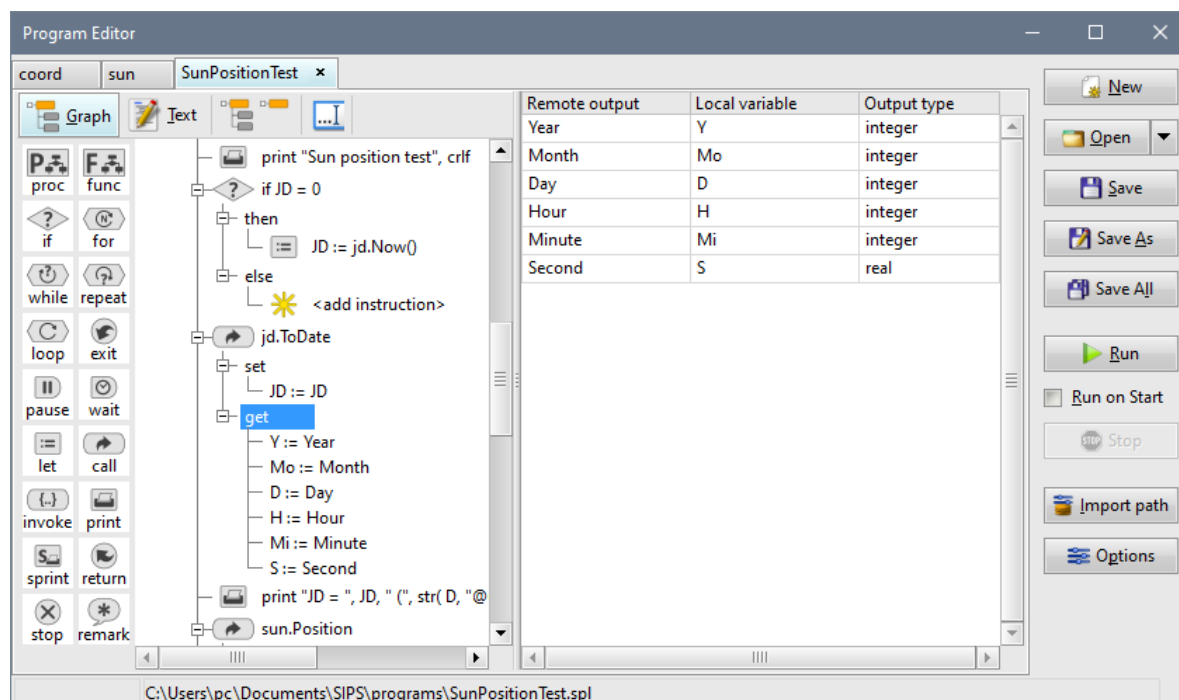 Program Editor
coord
sun
SunPositionTest ×
Graph
Text
...I
P
proc
F
func
?
if
N
for
t?
while
?
repeat
C
loop
exit
II
pause
wait
:=
let
call
{..}
invoke
print
S
sprint
return
stop
*
remark
print "Sun position test", crlf
? if JD = 0
then
:= JD := jd.Now()
else
<add instruction>
jd.ToDate
set
JD := JD
get
Y := Year
Mo := Month
D := Day
H := Hour
Mi := Minute
S := Second
print "JD = ", JD, " (", str( D, "@
sun.Position
Remote output Local variable Output type
Year Y integer
Month Mo integer
Day D integer
Hour H integer
Minute Mi integer
Second S real
New
Open
Save
Save As
Save All
Run
Run on Start
STOP Stop
Import path
Options
C:\Users\pc\Documents\SIPS\programs\SunPositionTest.spl